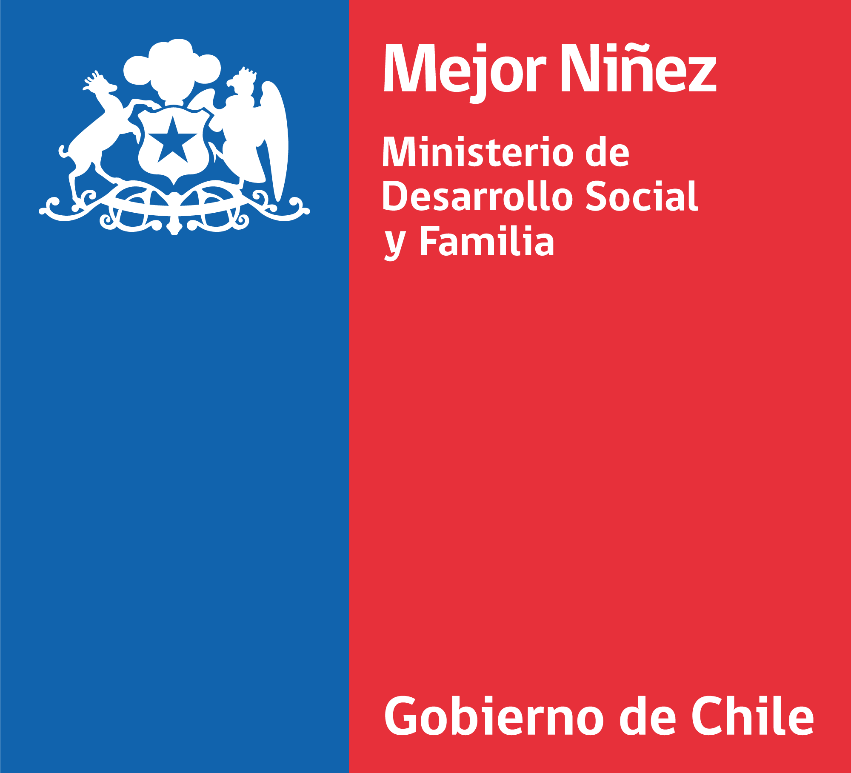 Mejor Niñez
Ministerio de
Desarrollo Social
y Familia
Gobierno de Chile